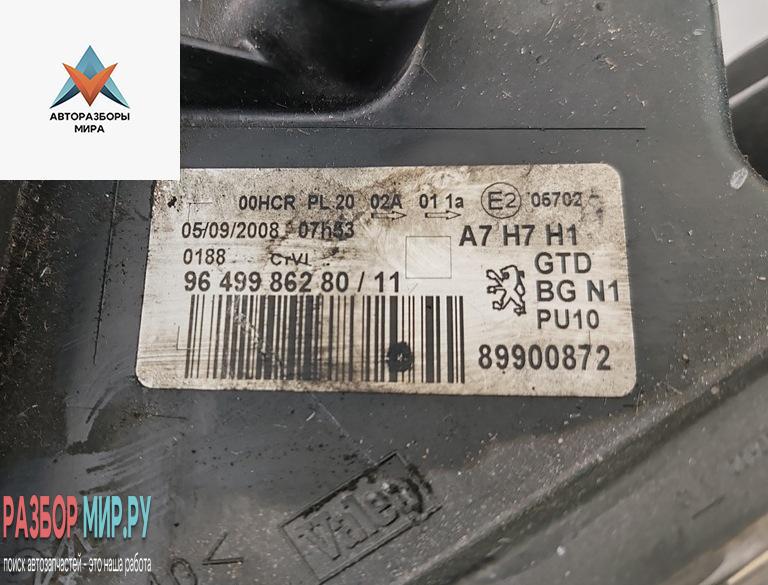 АВТОРАЗБОРЫ
МИРА
00HCR PL 20 02A 01 1a E2 06702
05/09/2008 07h53
A7 H7 H1
0188 CTVI
GTD
96 499 862 80 / 11
BG N1
PU10
89900872
Valeo
РАЗБОР МИР.РУ
поиск автозапчастей - это наша работа